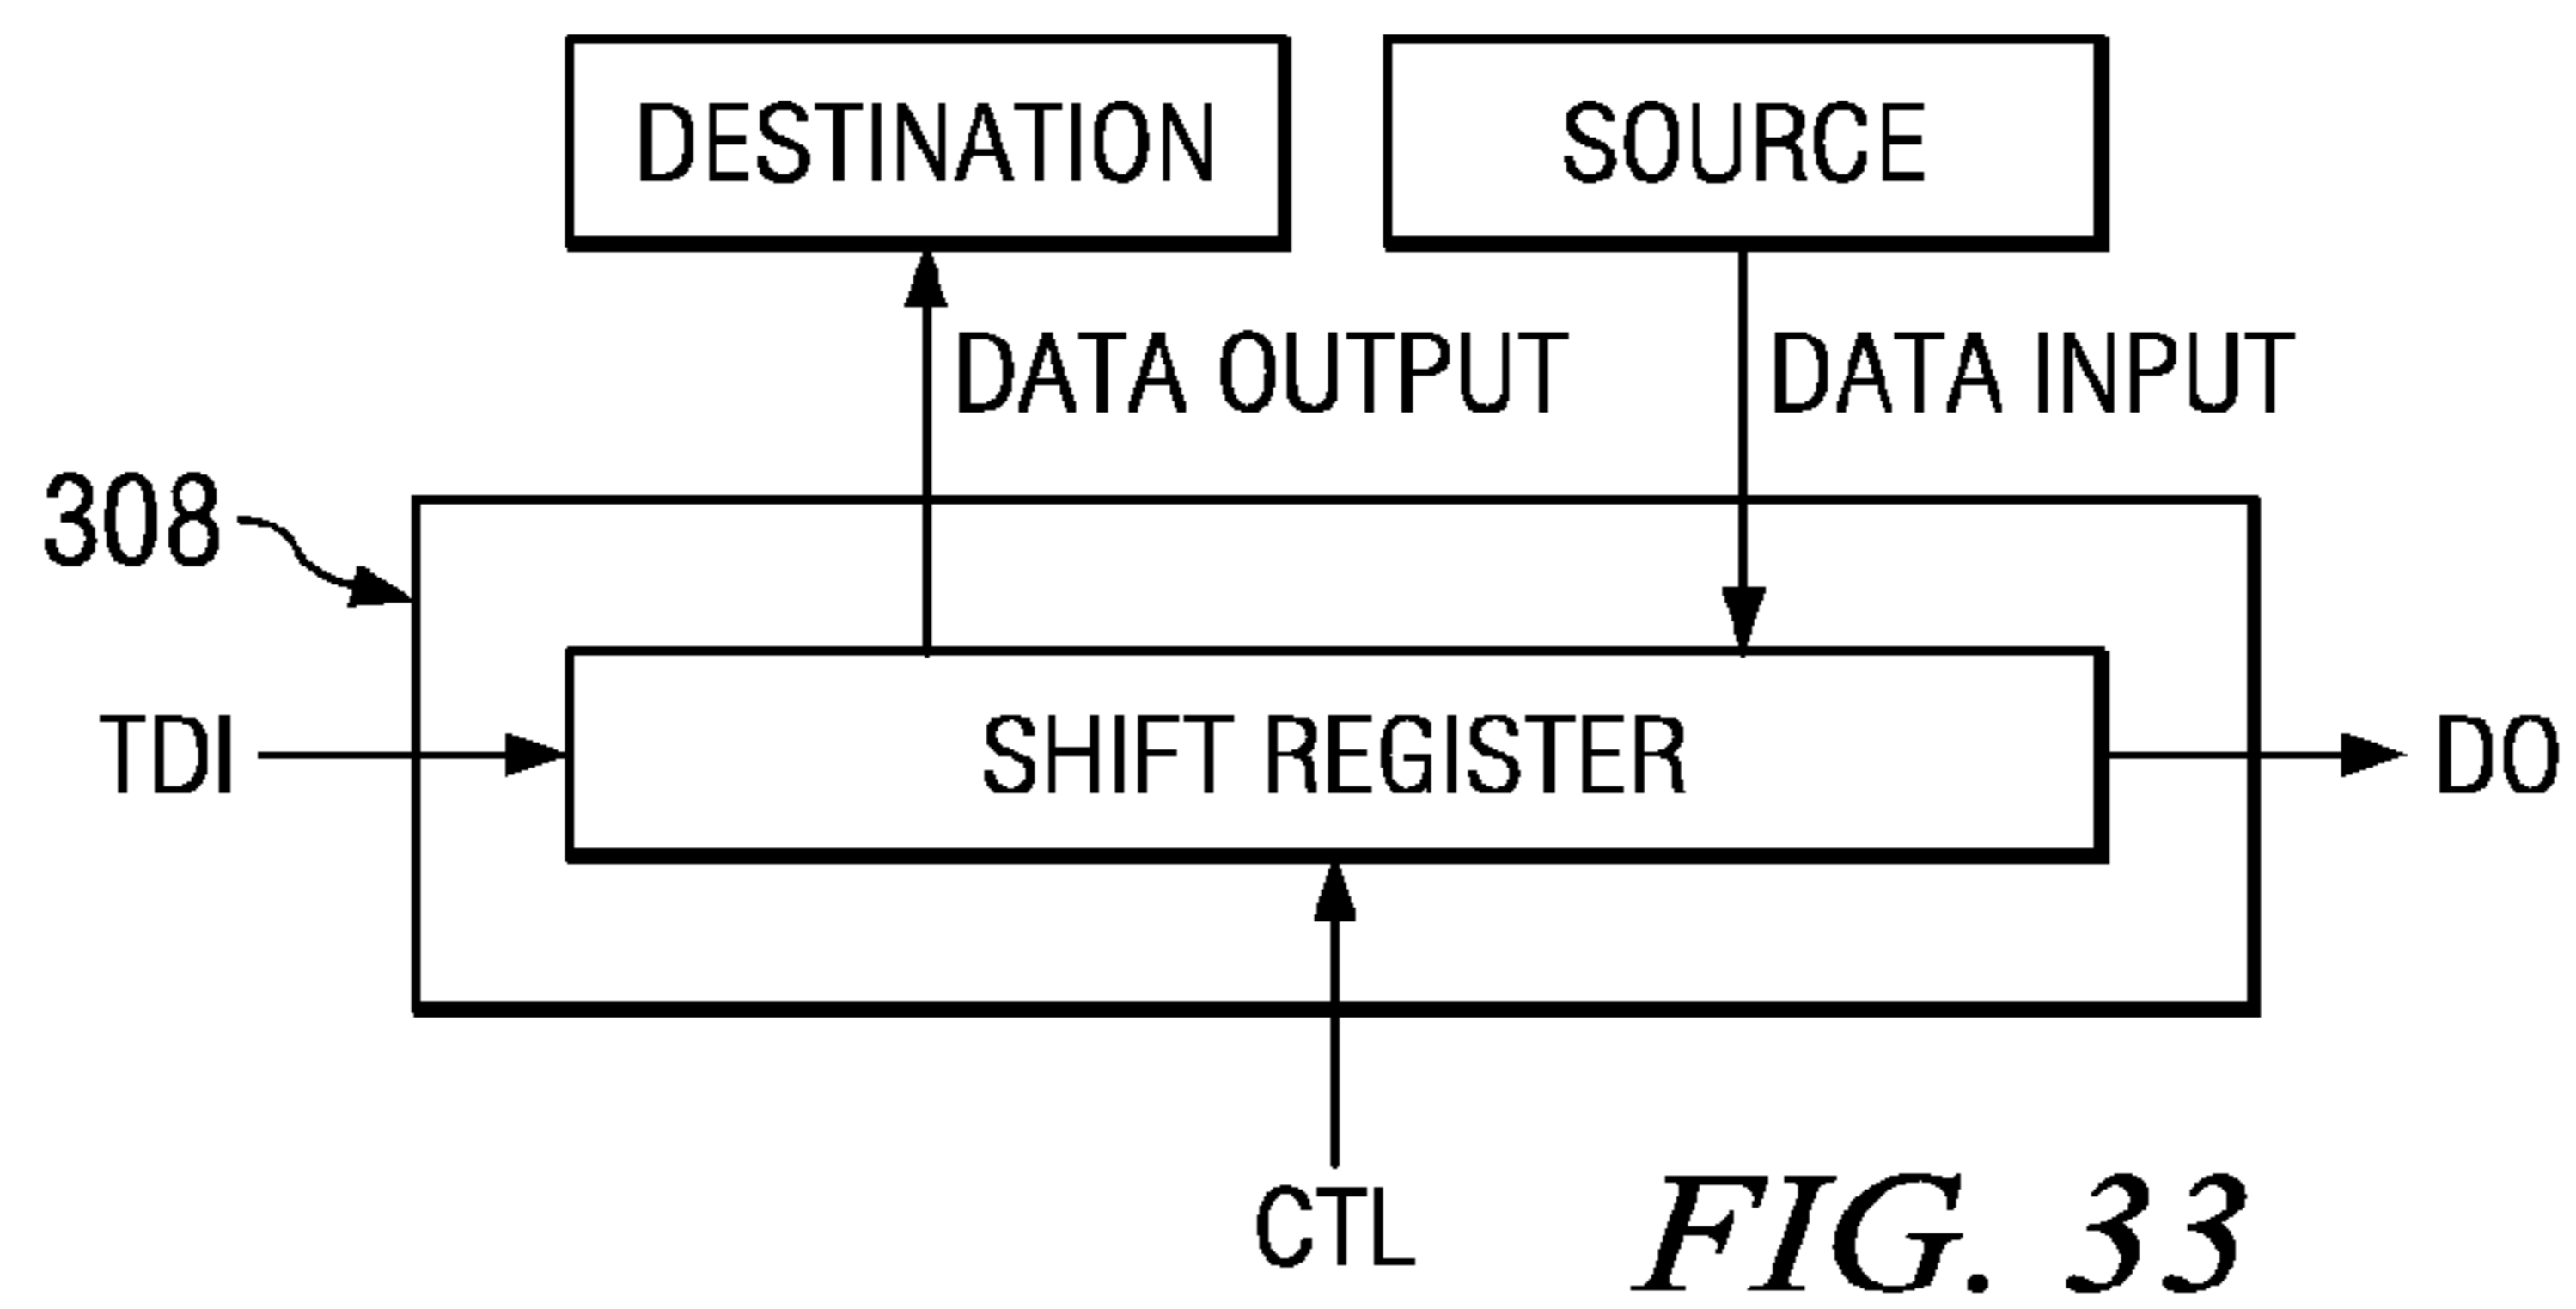 DESTINATION
SOURCE
DATA OUTPUT
DATA INPUT
308
TDI
SHIFT REGISTER
DO
CTL
FIG. 33